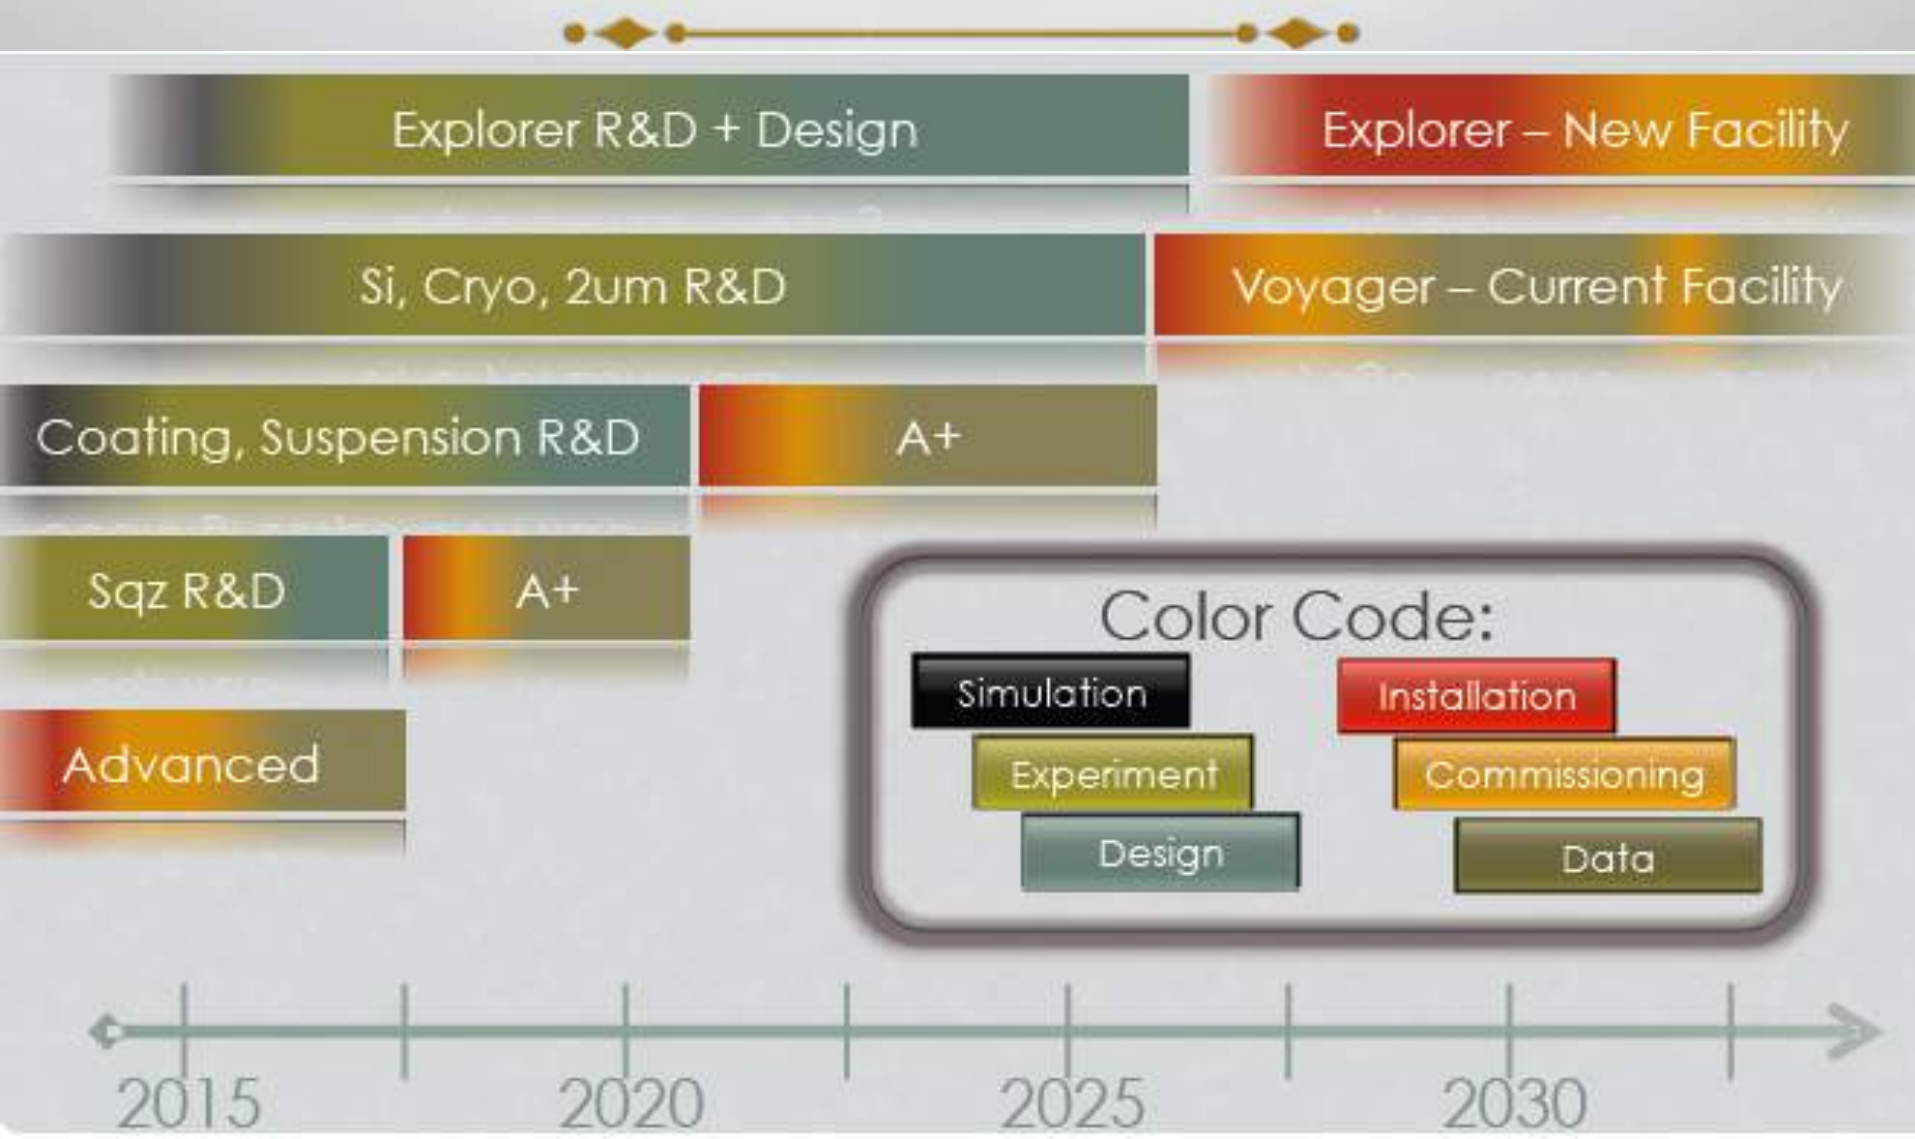 Explorer R&D + Design
Explorer – New Facility
Si, Cryo, 2um R&D
Voyager – Current Facility
Coating, Suspension R&D
A+
Sqz R&D
A+
Advanced
Color Code:
Simulation
Installation
Experiment
Commissioning
Design
Data
2015
2020
2025
2030